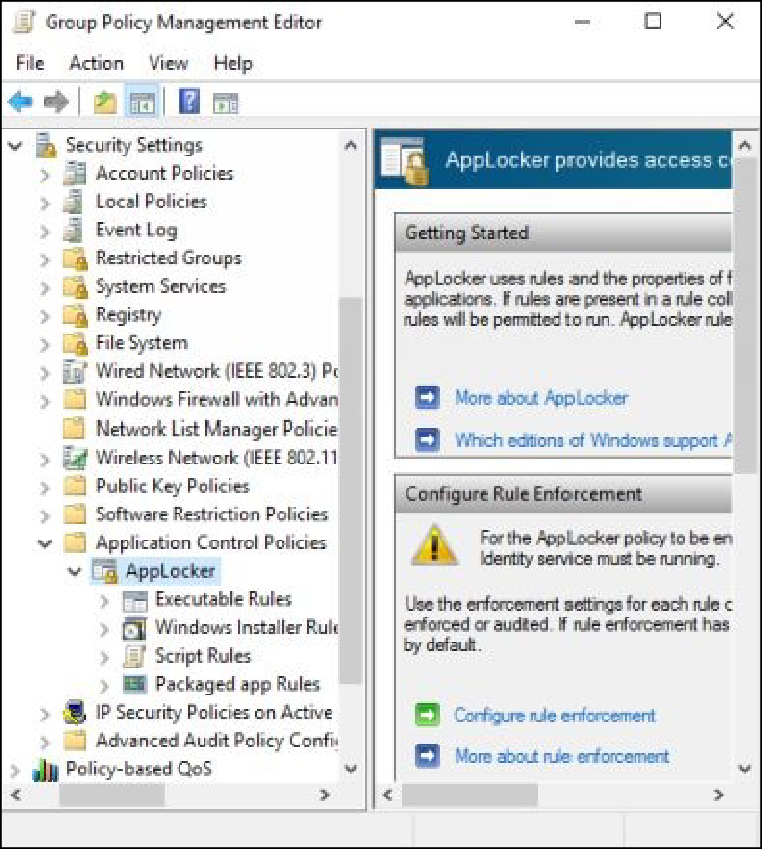 Group Policy Management Editor
File Action View Help
Security Settings
Account Policies
Local Policies
Event Log
Restricted Groups
System Services
Registry
File System
Wired Network (IEEE 802.3) Po
Windows Firewall with Advan
Network List Manager Policie
Wireless Network (IEEE 802.11
Public Key Policies
Software Restriction Policies
Application Control Policies
AppLocker
Executable Rules
Windows Installer Rule
Script Rules
Packaged app Rules
IP Security Policies on Active
Advanced Audit Policy Config
Policy-based QoS
AppLocker provides access co
Getting Started
AppLocker uses rules and the properties of f
applications. If rules are present in a rule coll
rules will be permitted to run. AppLocker rule
More about AppLocker
Which editions of Windows support A
Configure Rule Enforcement
For the AppLocker policy to be en
Identity service must be running.
Use the enforcement settings for each rule c
enforced or audited. If rule enforcement has
by default.
Configure rule enforcement
More about rule enforcement